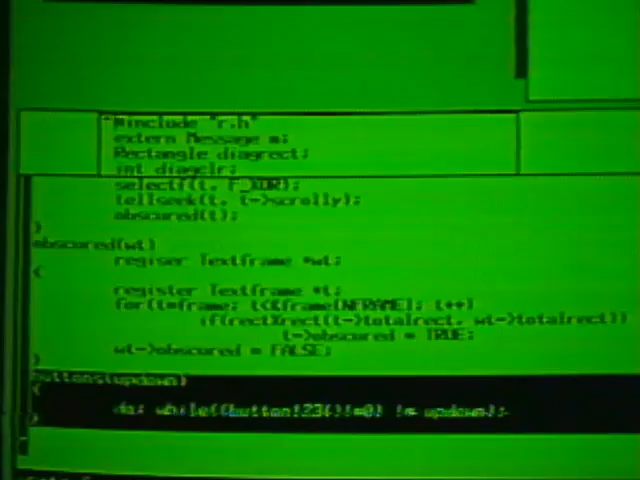 #include "r.h"
extern Message m;
Rectangle diagrect;
int diagclr;
selectf(t, F_XOR);
tellseek(t, t->scrolly);
obscured(t);
}
obscured(wt)
regiser Textframe *wt;
{
register Textframe *t;
for(t=frame; t<&frame[NFRAME]; t++)
if(rectXrect(t->totalrect, wt->totalrect))
t->obscured = TRUE;
wt->obscured = FALSE;
}
buttons(updown)
{
do; while((button123()!=0) != updown);
}